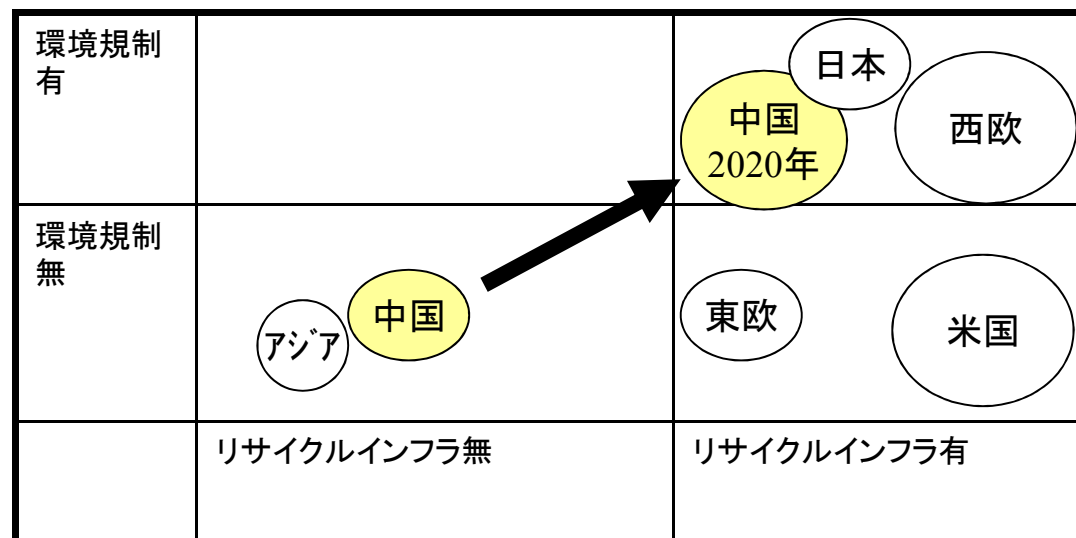 環境規制
有
日本
中国
2020年
西欧
環境規制
無
アジア
中国
東欧
米国
リサイクルインフラ無
リサイクルインフラ有